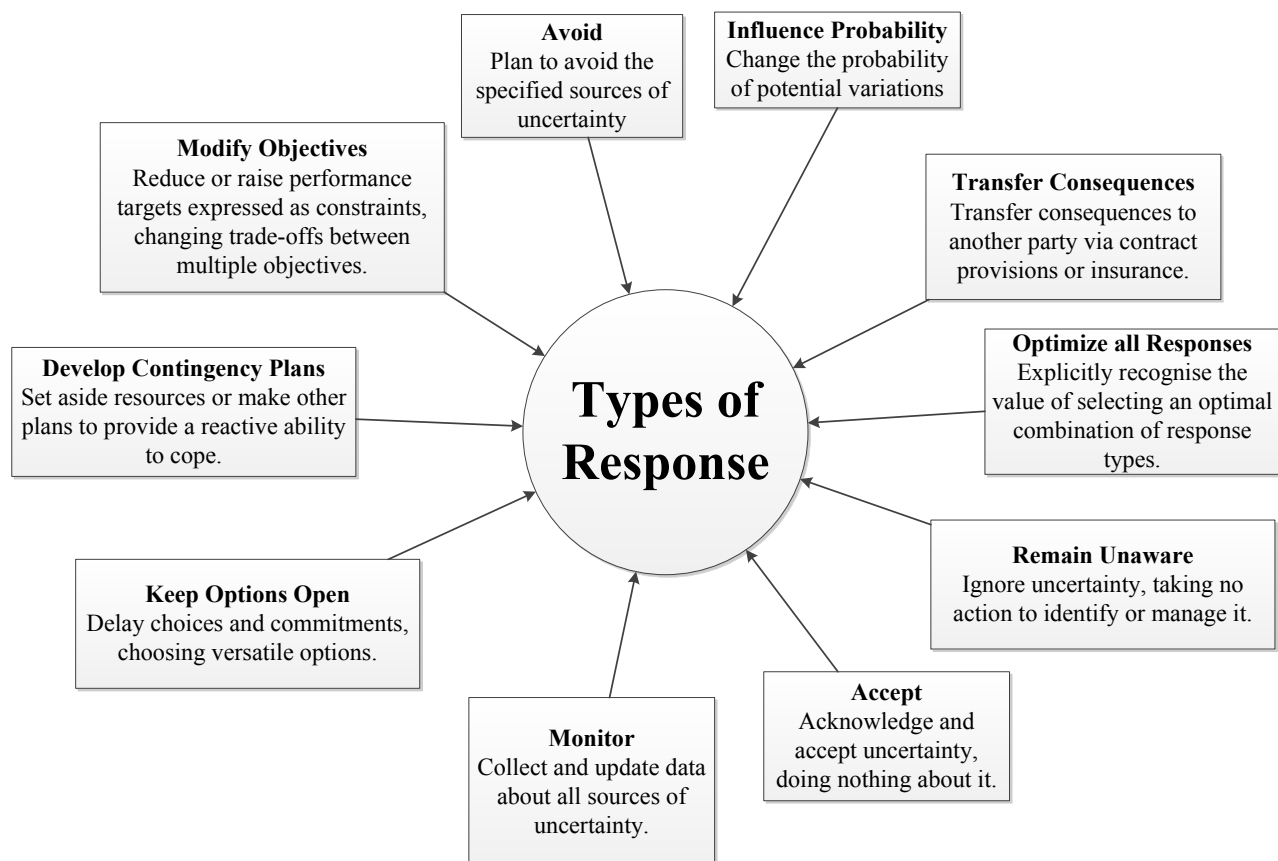 Avoid
Plan to avoid the
specified sources of
uncertainty
Influence Probability
Change the probability
of potential variations
Modify Objectives
Reduce or raise performance
targets expressed as constraints,
changing trade-offs between
multiple objectives.
Transfer Consequences
Transfer consequences to
another party via contract
provisions or insurance.
Optimize all Responses
Explicitly recognise the
value of selecting an optimal
combination of response
types.
Develop Contingency Plans
Set aside resources or make other
plans to provide a reactive ability
to cope.
Types of
Response
Remain Unaware
Ignore uncertainty, taking no
action to identify or manage it.
Keep Options Open
Delay choices and commitments,
choosing versatile options.
Accept
Acknowledge and
accept uncertainty,
doing nothing about it.
Monitor
Collect and update data
about all sources of
uncertainty.